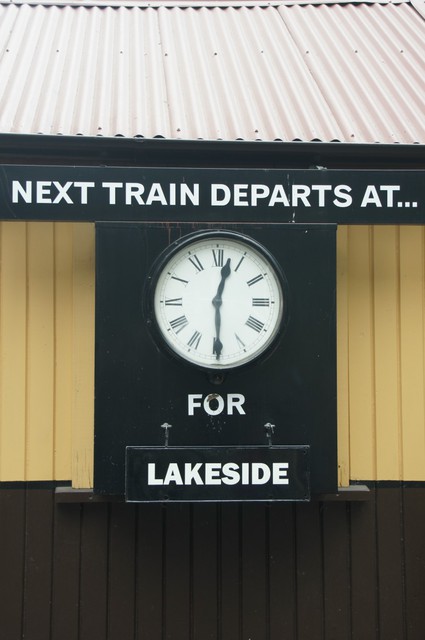 NEXT TRAIN DEPARTS AT...
FOR
LAKESIDE